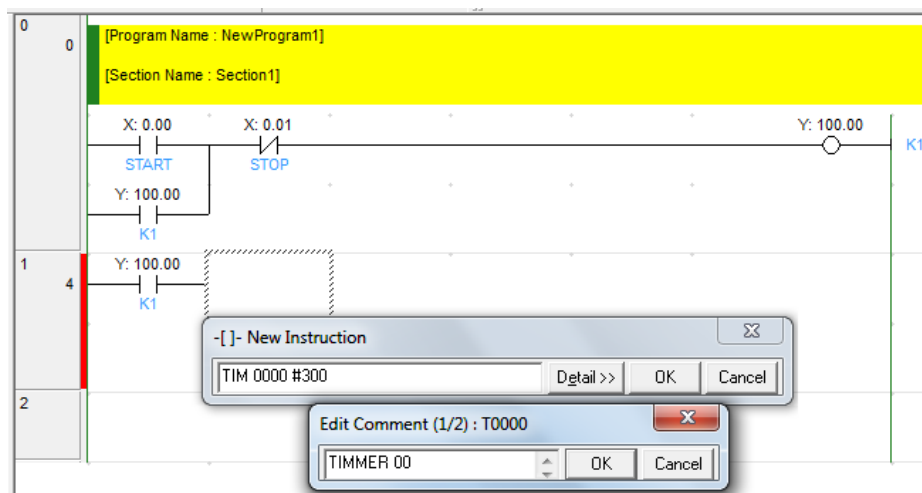 0
0
[Program Name : NewProgram1]
[Section Name : Section1]
X: 0.00
X: 0.01
Y: 100.00
K1
START
STOP
Y: 100.00
K1
1
4
Y: 100.00
K1
-[ ]- New Instruction
TIM 0000 #300
Detail >>
OK
Cancel
2
Edit Comment (1/2) : T0000
TIMMER 00
OK
Cancel